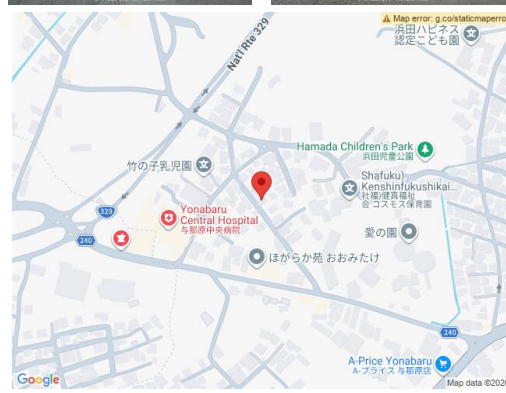 Map error: g.co/staticmaperro
浜田ハピネス
認定こども園
Nat'l Rte 329
Hamada Children's Park
浜田児童公園
竹の子乳児園
Shafuku)
Kenshinfukushikai...
社福)健真福祉
会コスモス保育園
329
Yonabaru
Central Hospital
与那原中央病院
愛の園
240
ほがらか苑 おおみたけ
240
A-Price Yonabaru
A-プライス 与那原店
Google
Map data ©2026